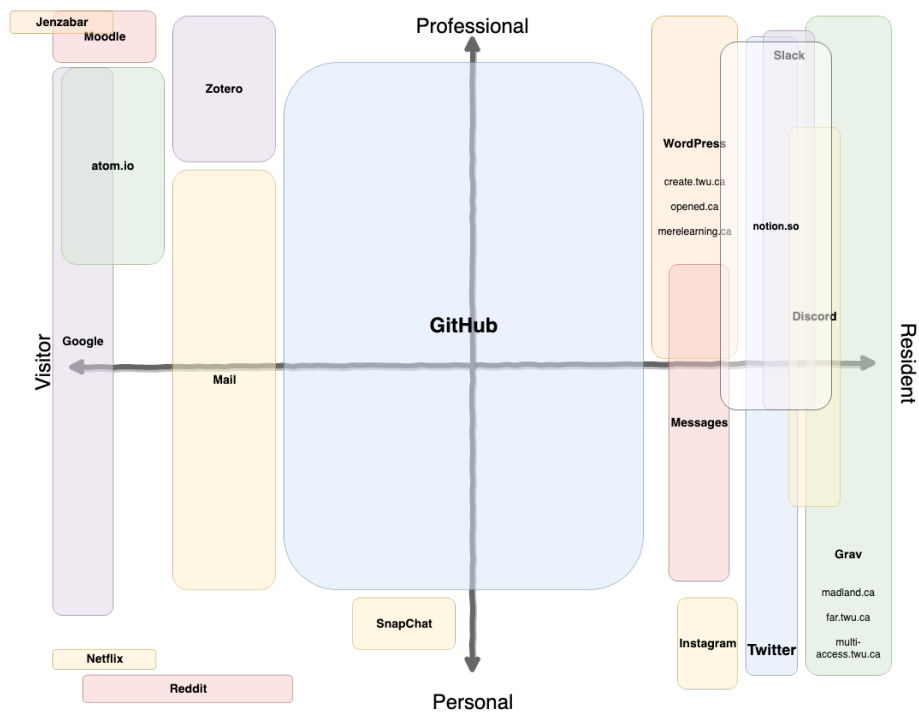 Jenzabar
Moodle
Professional
Slack
Zotero
atom.io
WordPress
create.twu.ca
opened.ca
merelearning.ca
notion.so
Discord
GitHub
Google
Visitor
Resident
Mail
Messages
Grav
madland.ca
far.twu.ca
multi-
access.twu.ca
SnapChat
Instagram
Twitter
Netflix
Reddit
Personal